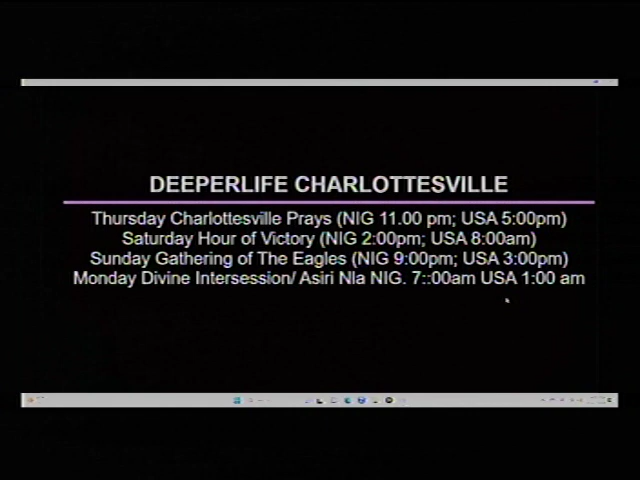 DEEPERLIFE CHARLOTTESVILLE
Thursday Charlottesville Prays (NIG 11.00 pm; USA 5:00pm)
Saturday Hour of Victory (NIG 2:00pm; USA 8:00am)
Sunday Gathering of The Eagles (NIG 9:00pm; USA 3:00pm)
Monday Divine Intersession/ Asiri Nla NIG. 7::00am USA 1:00 am